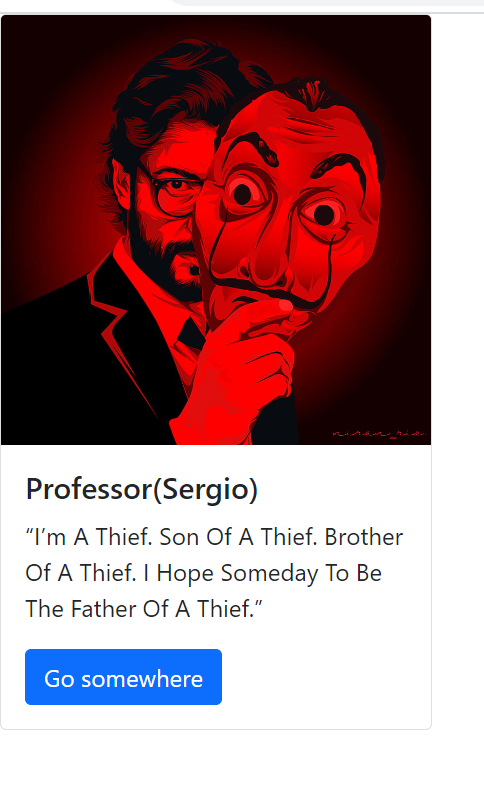 Professor(Sergio)
“I’m A Thief. Son Of A Thief. Brother
Of A Thief. I Hope Someday To Be
The Father Of A Thief.”
Go somewhere